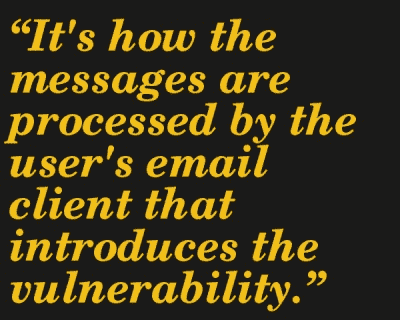 “It's how the
messages are
processed by the
user's email
client that
introduces the
vulnerability.”